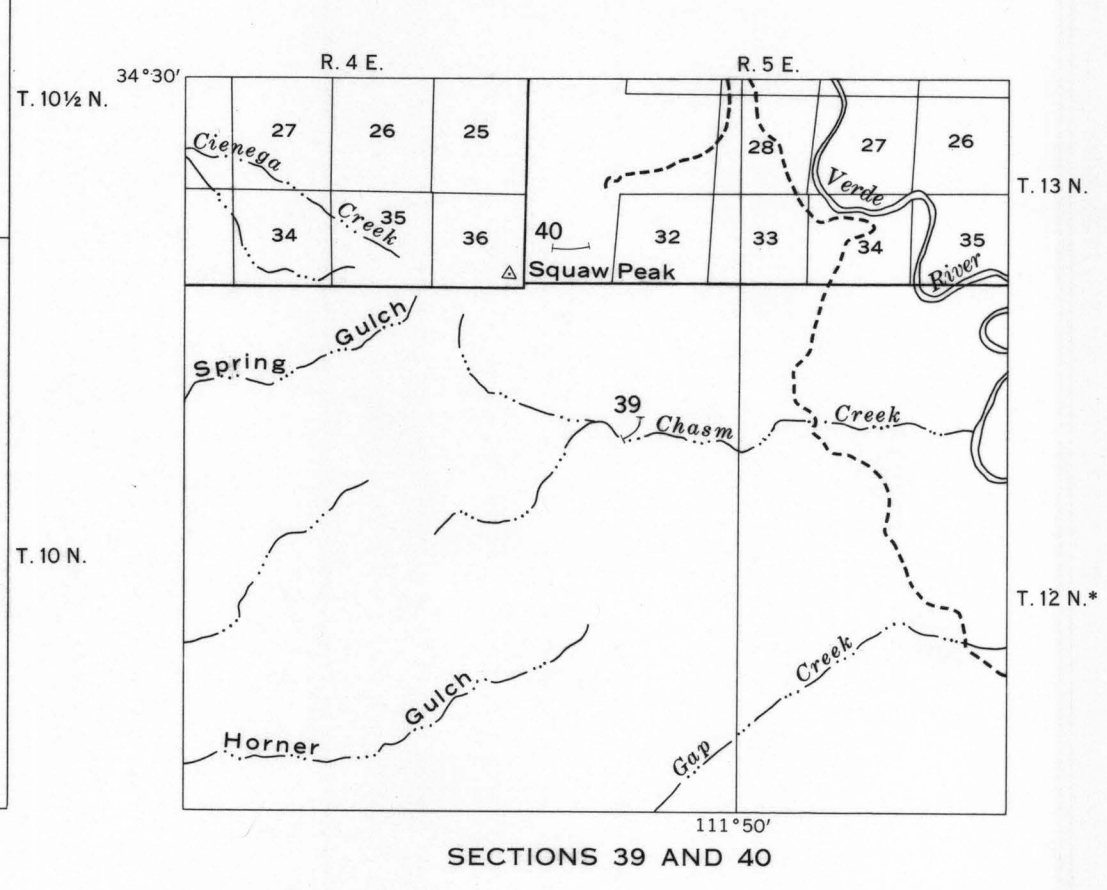 R. 4 E.
R. 5 E.
34°30'
T. 10½ N.
27
26
25
28
27
26
Cienega
Creek
Verde
River
T. 13 N.
34
35
36
40
32
33
34
35
Squaw Peak
Spring Gulch
39
Chasm Creek
T. 10 N.
T. 12 N.*
Gap Creek
Horner Gulch
111°50'
SECTIONS 39 AND 40